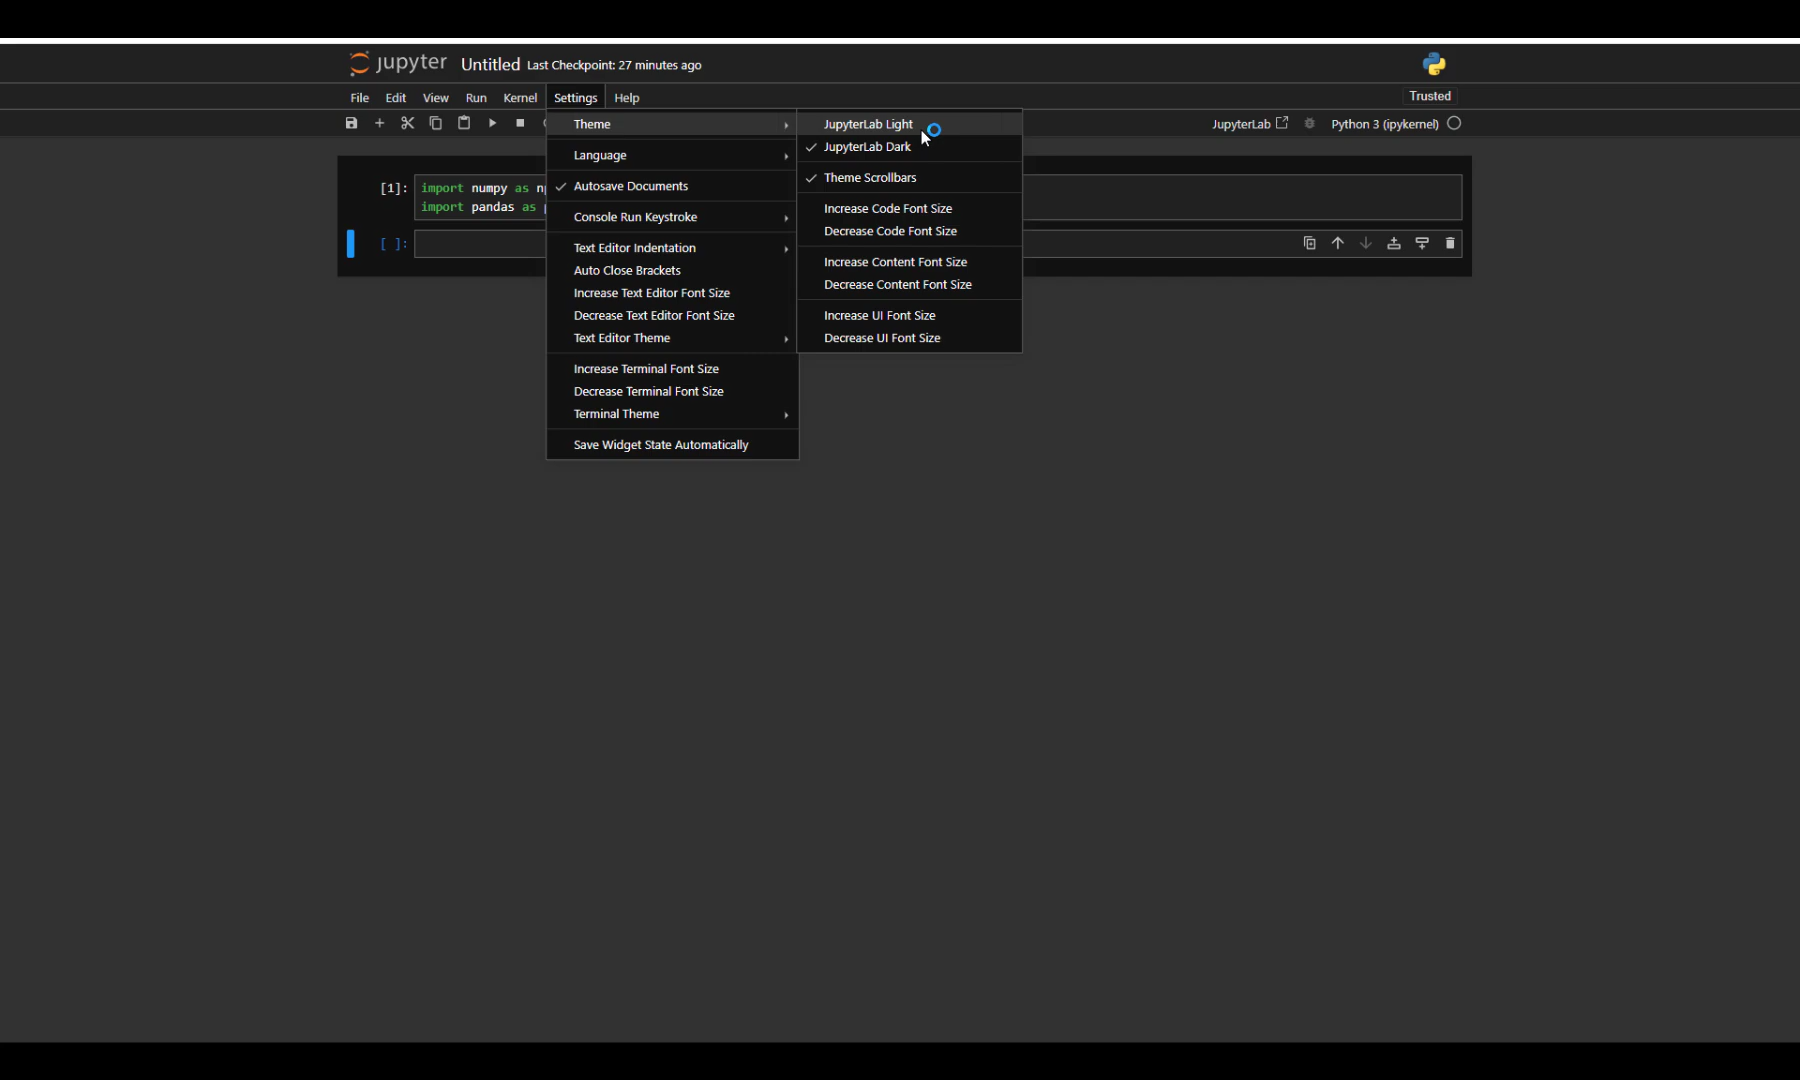 jupyter Untitled Last Checkpoint: 27 minutes ago
File Edit View Run Kernel Settings Help Trusted
JupyterLab Python 3 (ipykernel)
Theme
Language
Autosave Documents
Console Run Keystroke
Text Editor Indentation
Auto Close Brackets
Increase Text Editor Font Size
Decrease Text Editor Font Size
Text Editor Theme
Increase Terminal Font Size
Decrease Terminal Font Size
Terminal Theme
Save Widget State Automatically
JupyterLab Light
JupyterLab Dark
Theme Scrollbars
Increase Code Font Size
Decrease Code Font Size
Increase Content Font Size
Decrease Content Font Size
Increase UI Font Size
Decrease UI Font Size
[1]: import numpy as
import pandas as
[ ]: